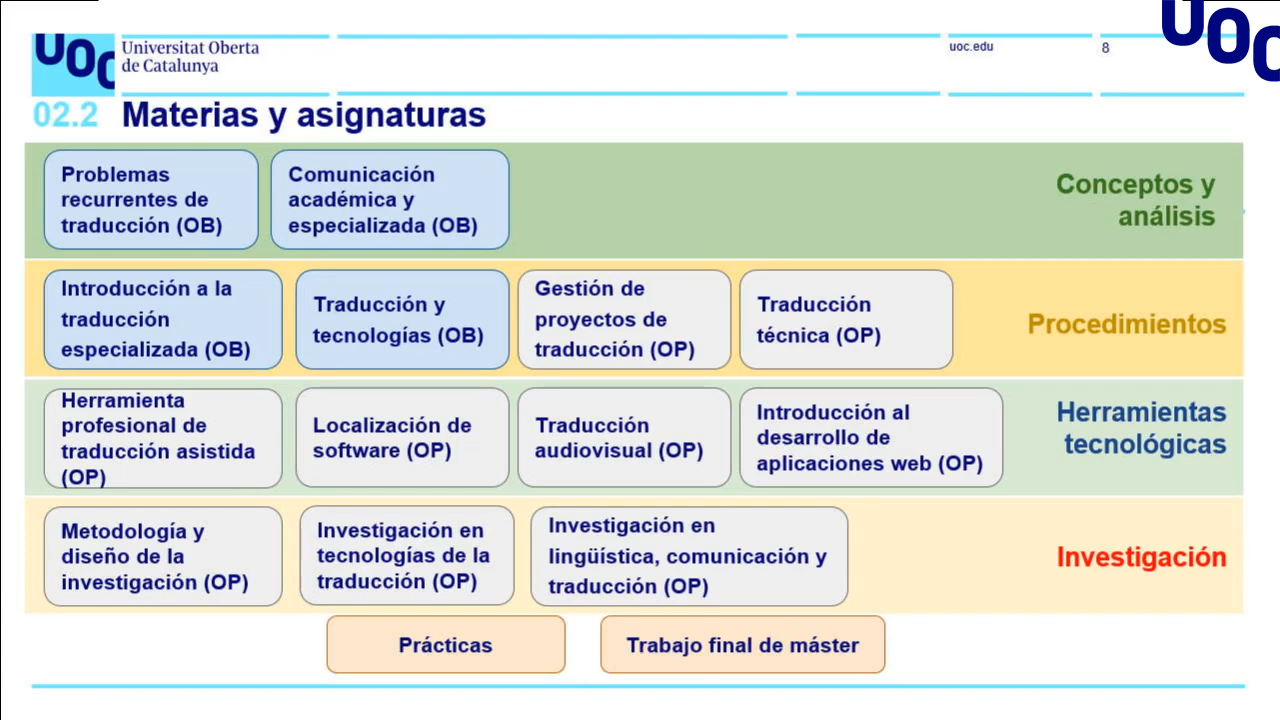 UOC
Universitat Oberta
de Catalunya
uoc.edu
8
UOC
02.2 Materias y asignaturas
Problemas
recurrentes de
traducción (OB)
Comunicación
académica y
especializada (OB)
Conceptos y
análisis
Introducción a la
traducción
especializada (OB)
Traducción y
tecnologías (OB)
Gestión de
proyectos de
traducción (OP)
Traducción
técnica (OP)
Procedimientos
Herramienta
profesional de
traducción asistida
(OP)
Localización de
software (OP)
Traducción
audiovisual (OP)
Introducción al
desarrollo de
aplicaciones web (OP)
Herramientas
tecnológicas
Metodología y
diseño de la
investigación (OP)
Investigación en
tecnologías de la
traducción (OP)
Investigación en
lingüística, comunicación y
traducción (OP)
Investigación
Prácticas
Trabajo final de máster